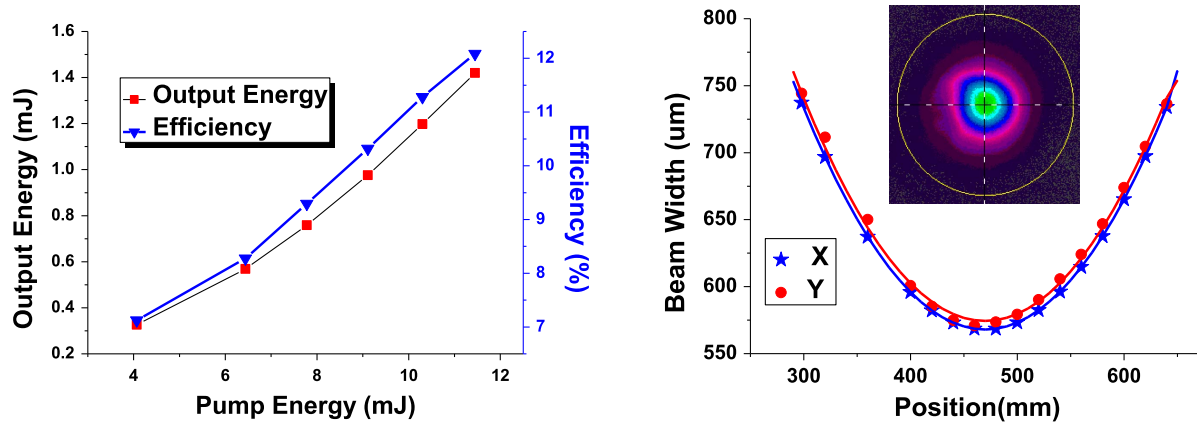 1.6
1.4
1.2
1.0
0.8
0.6
0.4
0.2
Output Energy (mJ)
Output Energy
Efficiency
12
11
10
9
8
7
Efficiency (%)
4 6 8 10 12
Pump Energy (mJ)
800
750
700
650
600
550
Beam Width (um)
X
Y
300 400 500 600
Position(mm)